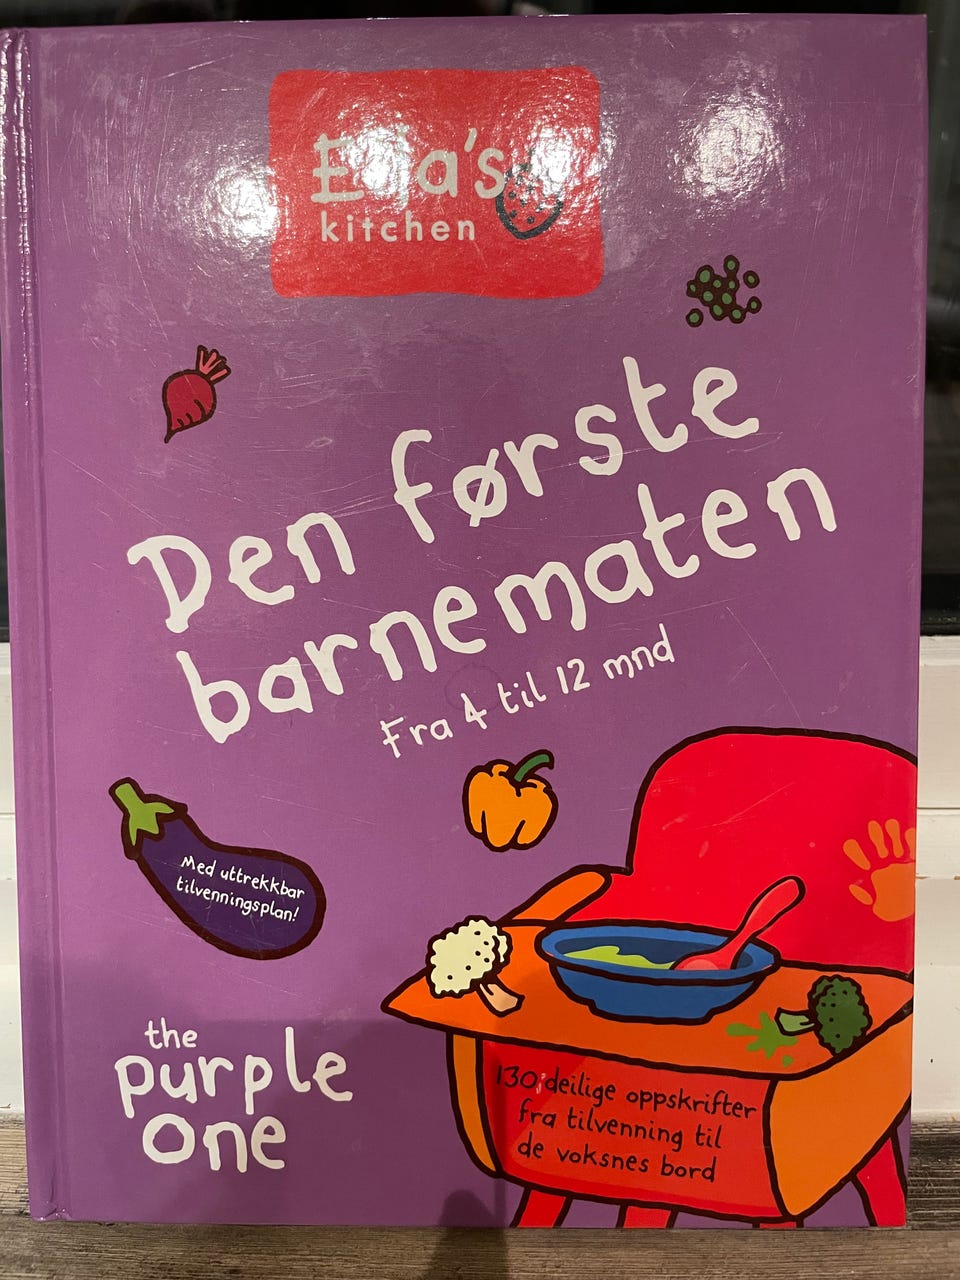 Ella's
kitchen
Den første
barnematen
Fra 4 til 12 mnd
Med uttrekkbar
tilvenningsplan!
the
purple
one
130 deilige oppskrifter
fra tilvenning til
de voksnes bord